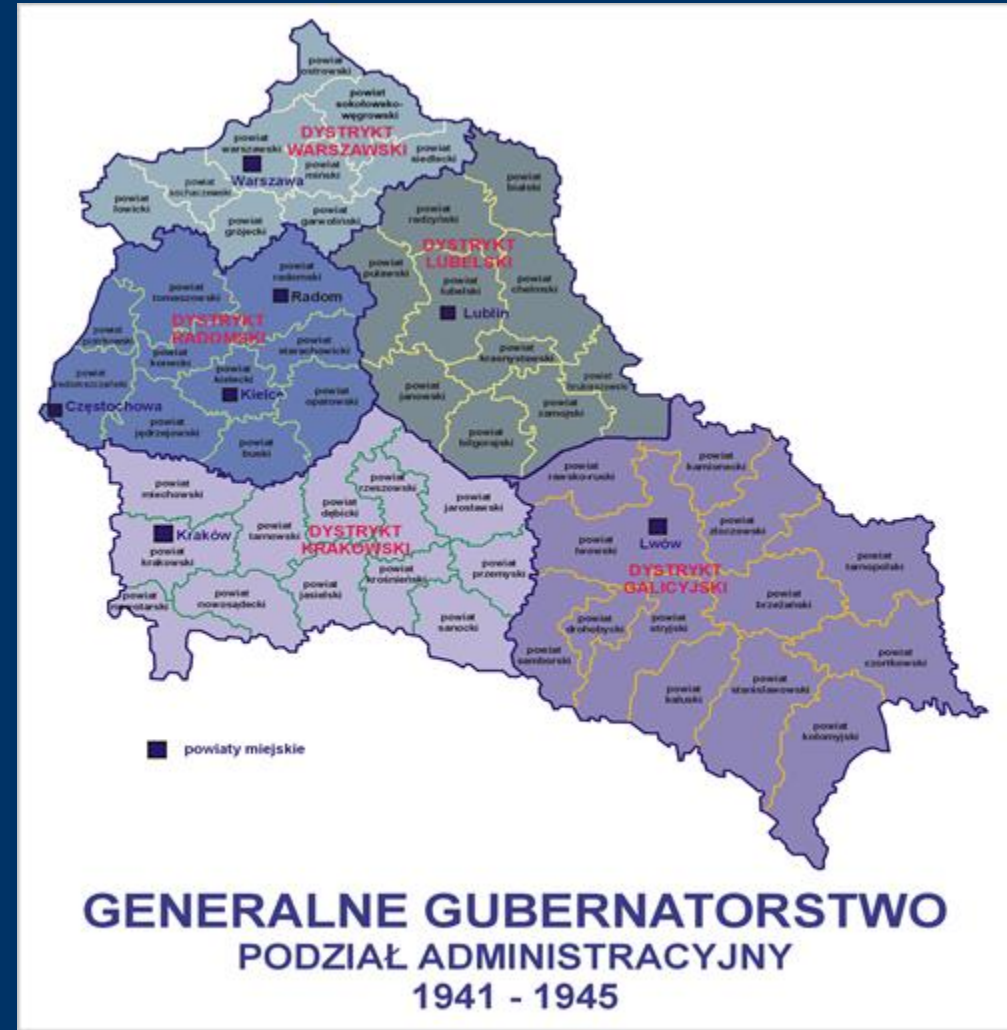 powiat
ostrowski
powiat
sokołowsko-
węgrowski
DYSTRYKT
WARSZAWSKI
powiat
warszawski
powiat
miński
powiat
siedlecki
Warszawa
powiat
sochaczewski
powiat
łowicki
powiat
grójecki
powiat
garwoliński
powiat
bialski
powiat
radzyński
DYSTRYKT
LUBELSKI
powiat
puławski
powiat
lubelski
powiat
chełmski
Lublin
powiat
krasnystawski
powiat
hrubieszowski
powiat
janowski
powiat
zamojski
powiat
biłgorajski
powiat
radomski
Radom
powiat
tomaszowski
DYSTRYKT
RADOMSKI
powiat
piotrkowski
powiat
starachowicki
powiat
konecki
powiat
radomszczański
powiat
kielecki
Kielce
powiat
opatowski
Częstochowa
powiat
jędrzejowski
powiat
buski
powiat
miechowski
powiat
rzeszowski
powiat
dębicki
powiat
jarosławski
Kraków
powiat
krakowski
powiat
tarnowski
DYSTRYKT
KRAKOWSKI
powiat
przemyski
powiat
krośnieński
powiat
jasielski
powiat
nowotarski
powiat
nowosądecki
powiat
sanocki
powiat
rawsko-ruski
powiat
kamionecki
powiat
złoczowski
Lwów
powiat
lwowski
powiat
tarnopolski
DYSTRYKT
GALICYJSKI
powiat
brzeżański
powiat
drohobycki
powiat
stryjski
powiat
samborski
powiat
czortkowski
powiat
kałuski
powiat
stanisławowski
powiat
kołomyjski
powiaty miejskie
GENERALNE GUBERNATORSTWO
PODZIAŁ ADMINISTRACYJNY
1941 - 1945